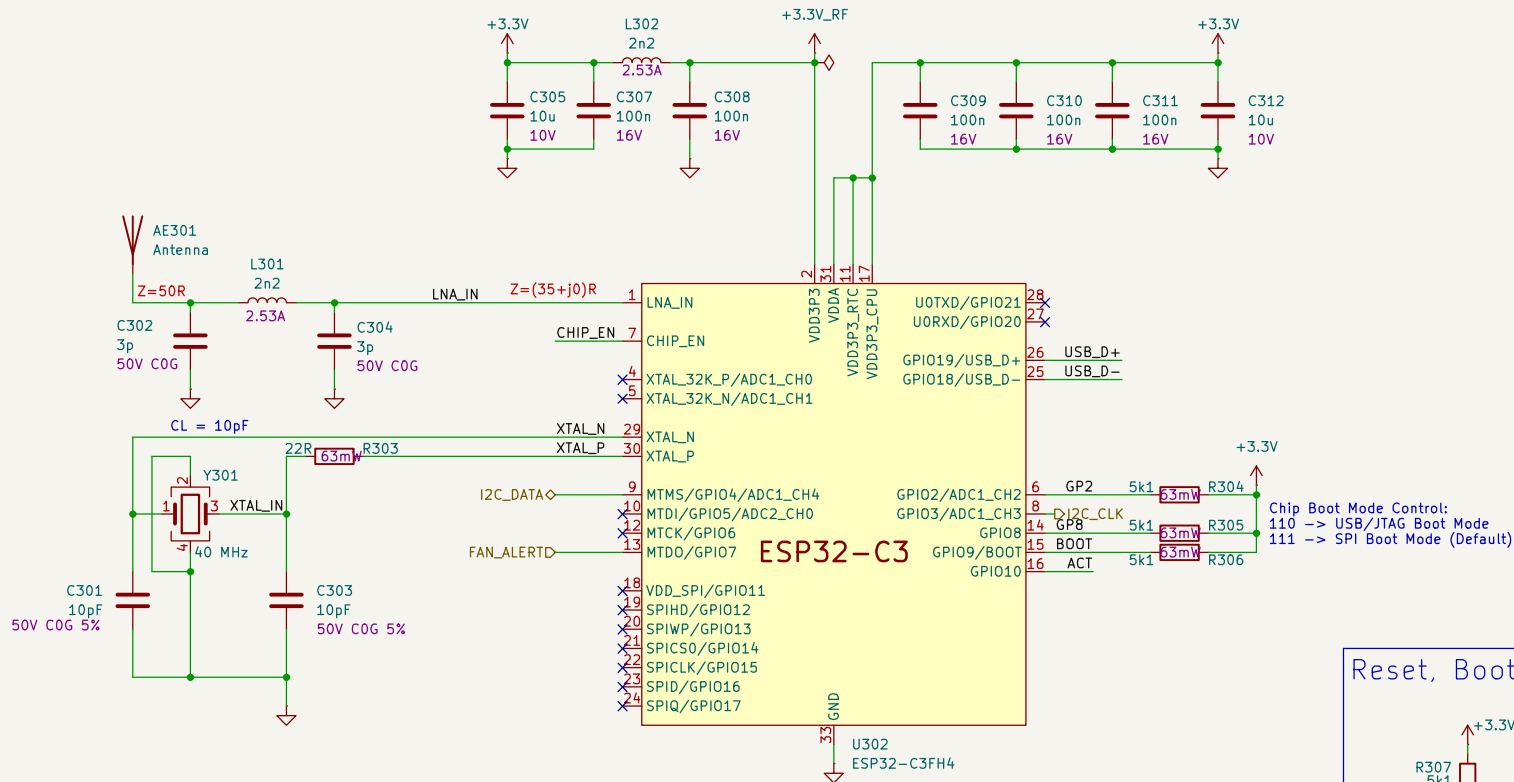 +3.3V
L302
2n2
2.53A
+3.3V_RF
+3.3V
C305
10u
10V
C307
100n
16V
C308
100n
16V
C309
100n
16V
C310
100n
16V
C311
100n
16V
C312
10u
10V
AE301
Antenna
L301
2n2
2.53A
Z=50R
LNA_IN
Z=(35+j0)R
C302
3p
50V C0G
C304
3p
50V C0G
CL = 10pF
CHIP_EN
XTAL_N
XTAL_P
22R
63mW
R303
Y301
1
2
3
4
XTAL_IN
40 MHz
C301
10pF
50V C0G 5%
C303
10pF
50V C0G 5%
I2C_DATA
FAN_ALERT
2
31
11
17
VDD3P3
VDDA
VDD3P3_RTC
VDD3P3_CPU
1 LNA_IN
7 CHIP_EN
4 XTAL_32K_P/ADC1_CH0
5 XTAL_32K_N/ADC1_CH1
29 XTAL_N
30 XTAL_P
9 MTMS/GPIO4/ADC1_CH4
10 MTDI/GPIO5/ADC2_CH0
12 MTCK/GPIO6
13 MTDO/GPIO7
18 VDD_SPI/GPIO11
19 SPIHD/GPIO12
20 SPIWP/GPIO13
21 SPICS0/GPIO14
22 SPICLK/GPIO15
23 SPID/GPIO16
24 SPIQ/GPIO17
ESP32-C3
U0TXD/GPIO21 28
U0RXD/GPIO20 27
GPIO19/USB_D+ 26 USB_D+
GPIO18/USB_D- 25 USB_D-
GPIO2/ADC1_CH2 6 GP2
GPIO3/ADC1_CH3 8 I2C_CLK
GPIO8 14 GP8
GPIO9/BOOT 15 BOOT
GPIO10 16 ACT
GND
33
U302
ESP32-C3FH4
+3.3V
5k1 63mW R304
5k1 63mW R305
63mW
5k1 R306
Chip Boot Mode Control:
110 -> USB/JTAG Boot Mode
111 -> SPI Boot Mode (Default)
Reset, Boot
+3.3V
R307
5k1